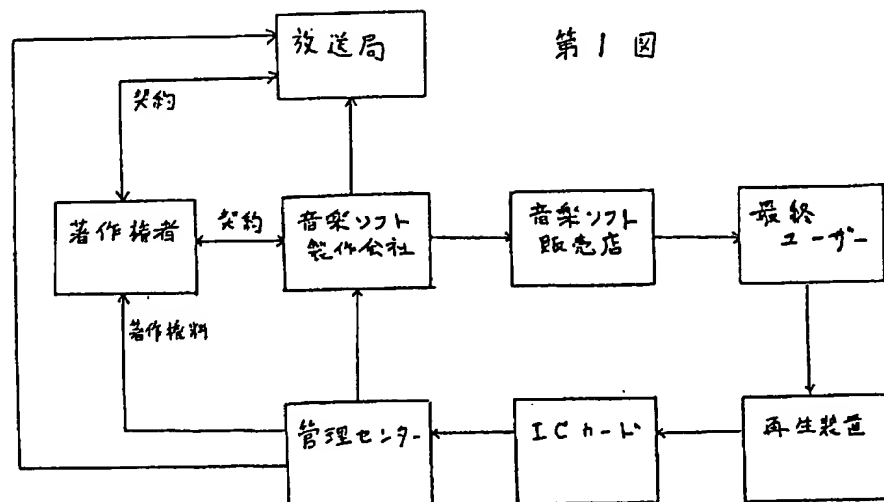 放送局
第1図
契約
著作権者
契約
音楽ソフト
製作会社
音楽ソフト
販売店
最終
ユーザー
著作権料
管理センター
ICカード
再生装置